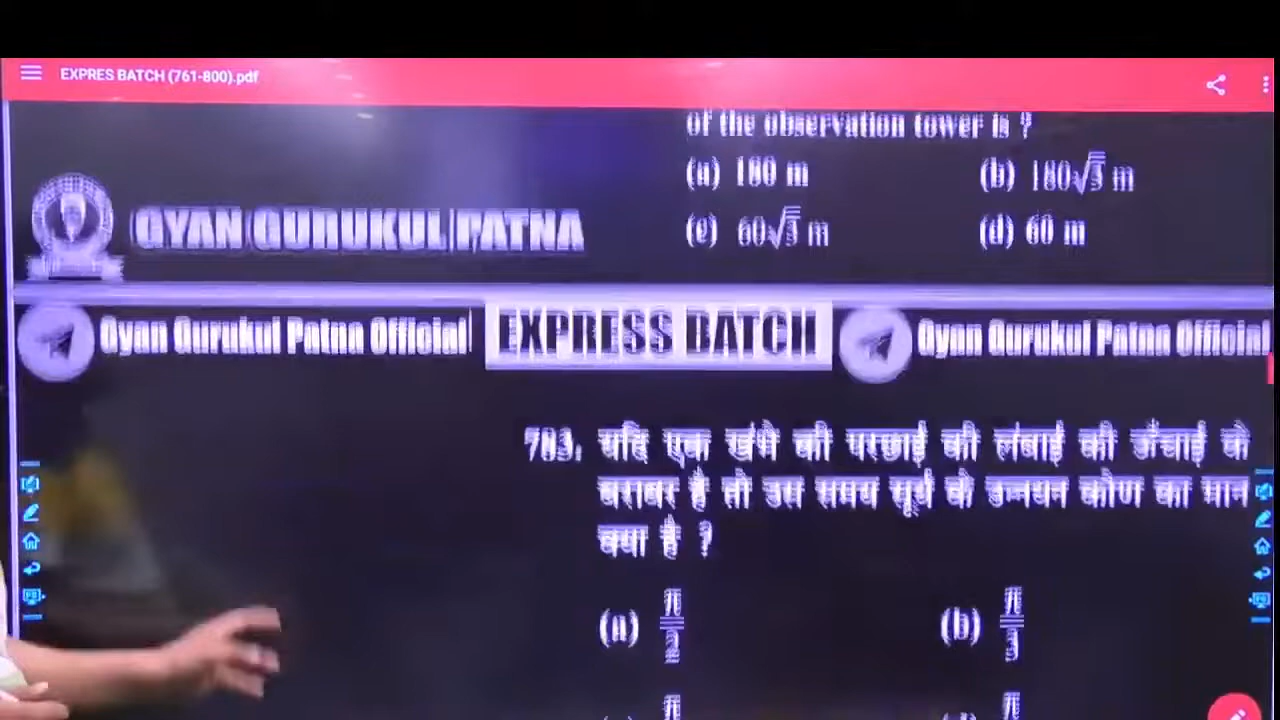 EXPRES BATCH (761-800).pdf
of the observation tower is ?
(a) 180 m
(b) 180√3 m
(c) 60√3 m
(d) 60 m
GYAN GURUKUL PATNA
Gyan Gurukul Patna Official
EXPRESS BATCH
Gyan Gurukul Patna Official
783. यदि एक खंभे की परछाई की लंबाई की ऊँचाई के
बराबर है तो उस समय सूर्य के उन्नयन कोण का मान
क्या है ?
(a) π/2
(b) π/3
π
π